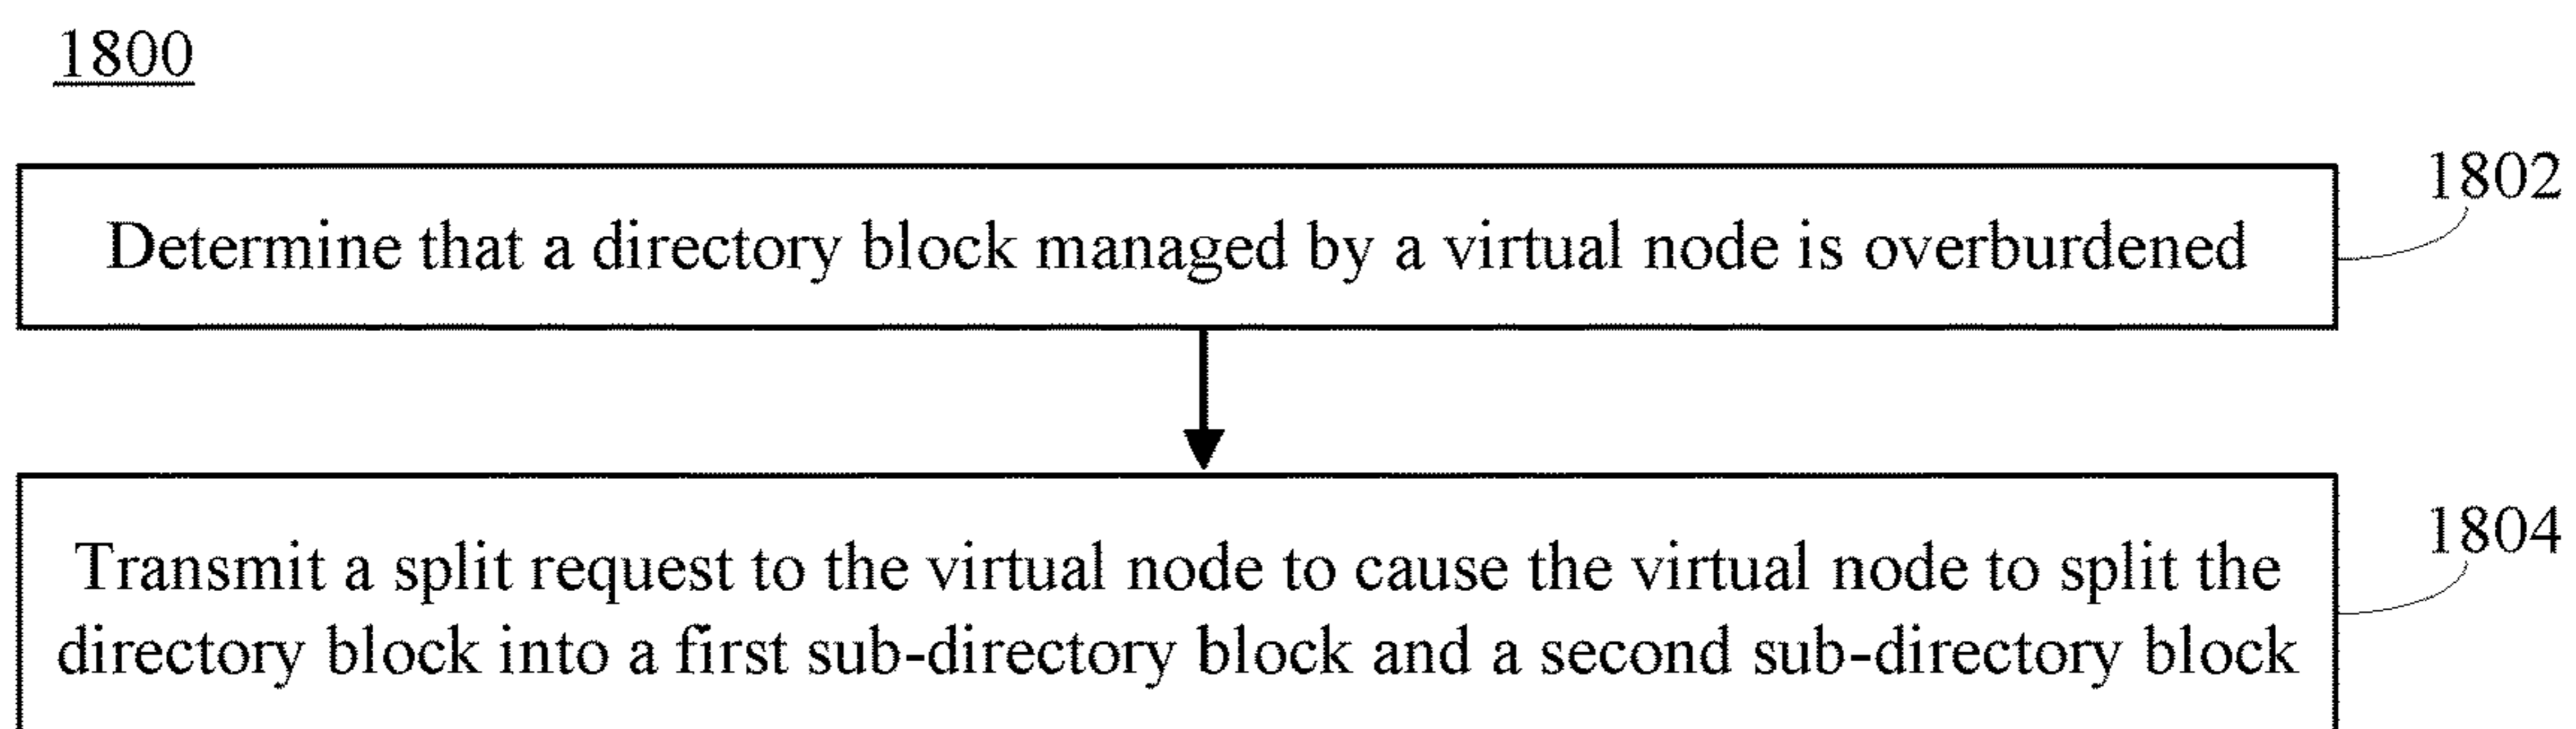 1800
1802
Determine that a directory block managed by a virtual node is overburdened
1804
Transmit a split request to the virtual node to cause the virtual node to split the
directory block into a first sub-directory block and a second sub-directory block